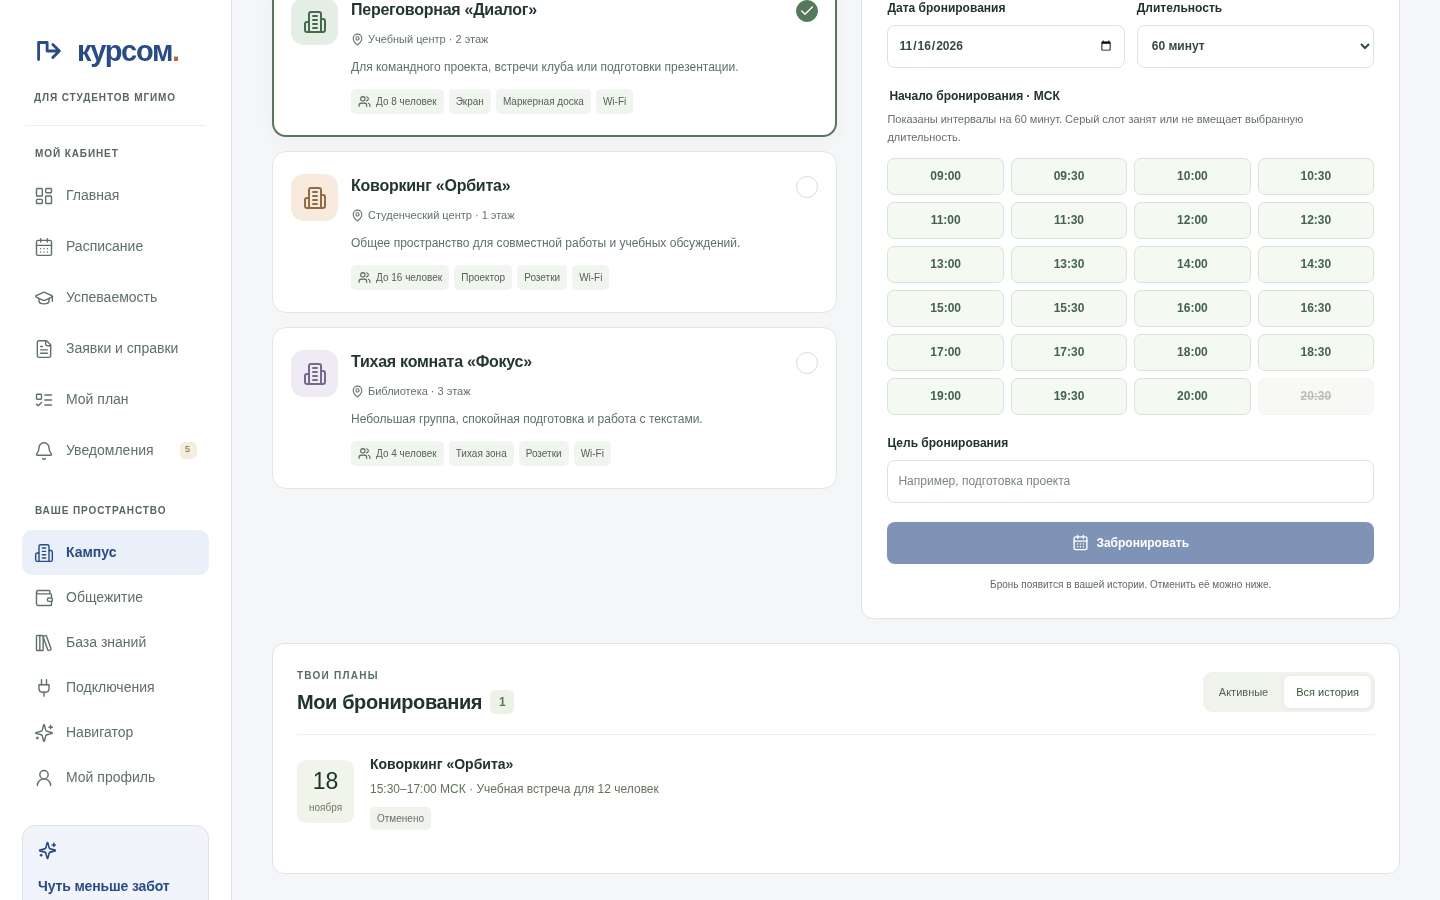 курсом.
ДЛЯ СТУДЕНТОВ МГИМО
МОЙ КАБИНЕТ
Главная
Расписание
Успеваемость
Заявки и справки
Мой план
Уведомления 5
ВАШЕ ПРОСТРАНСТВО
Кампус
Общежитие
База знаний
Подключения
Навигатор
Мой профиль
Чуть меньше забот
Переговорная «Диалог»
Учебный центр · 2 этаж
Для командного проекта, встречи клуба или подготовки презентации.
До 8 человек Экран Маркерная доска Wi-Fi
Коворкинг «Орбита»
Студенческий центр · 1 этаж
Общее пространство для совместной работы и учебных обсуждений.
До 16 человек Проектор Розетки Wi-Fi
Тихая комната «Фокус»
Библиотека · 3 этаж
Небольшая группа, спокойная подготовка и работа с текстами.
До 4 человек Тихая зона Розетки Wi-Fi
Дата бронирования Длительность
11/16/2026 60 минут
Начало бронирования · МСК
Показаны интервалы на 60 минут. Серый слот занят или не вмещает выбранную
длительность.
09:00 09:30 10:00 10:30
11:00 11:30 12:00 12:30
13:00 13:30 14:00 14:30
15:00 15:30 16:00 16:30
17:00 17:30 18:00 18:30
19:00 19:30 20:00 20:30
Цель бронирования
Например, подготовка проекта
Забронировать
Бронь появится в вашей истории. Отменить её можно ниже.
ТВОИ ПЛАНЫ
Мои бронирования 1
Активные Вся история
18
ноября
Коворкинг «Орбита»
15:30–17:00 МСК · Учебная встреча для 12 человек
Отменено